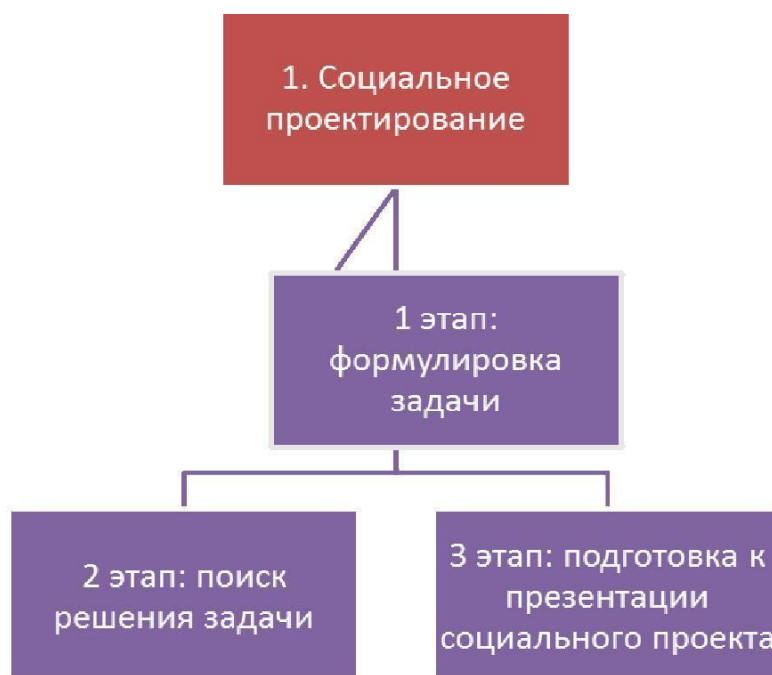 1. Социальное
проектирование
1 этап:
формулировка
задачи
2 этап: поиск
решения задачи
3 этап: подготовка к
презентации
социального проекта